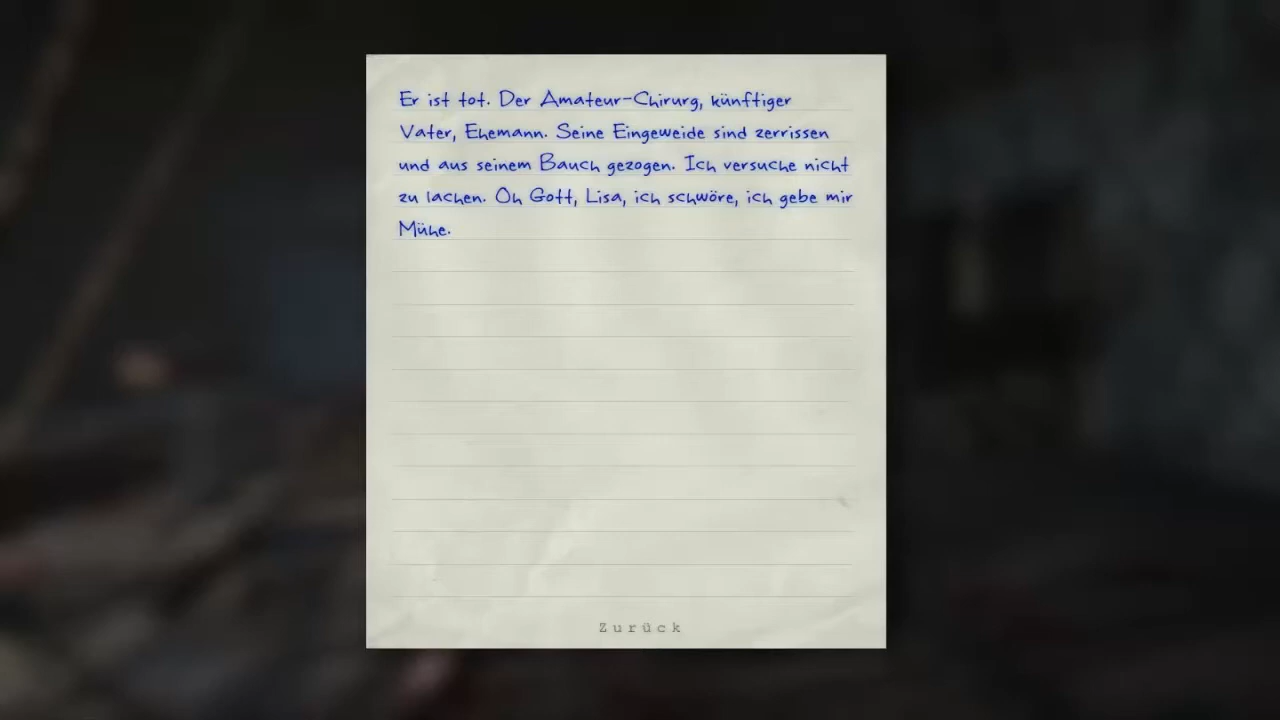 Er ist tot. Der Amateur-Chirurg, künftiger
Vater, Ehemann. Seine Eingeweide sind zerrissen
und aus seinem Bauch gezogen. Ich versuche nicht
zu lachen. Oh Gott, Lisa, ich schwöre, ich gebe mir
Mühe.
Zurück